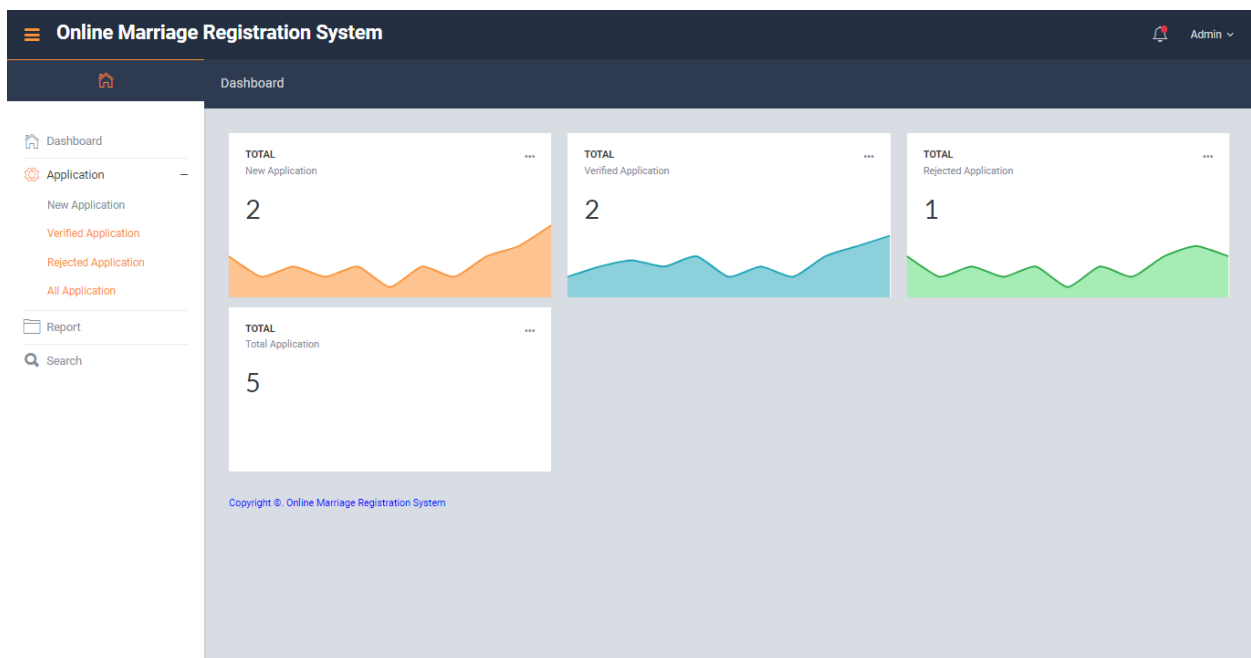 Online Marriage Registration System
Admin
Dashboard
Dashboard
Application
New Application
Verified Application
Rejected Application
All Application
Report
Search
TOTAL
New Application
2
TOTAL
Verified Application
2
TOTAL
Rejected Application
1
TOTAL
Total Application
5
Copyright ©. Online Marriage Registration System